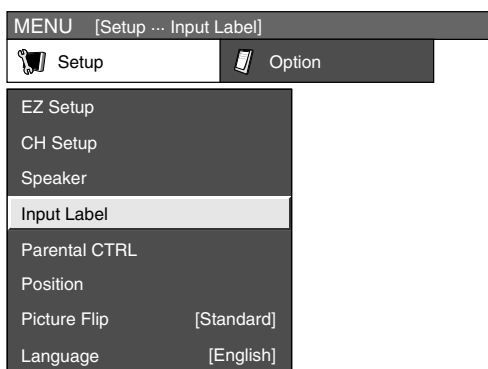 MENU [Setup ... Input Label]
Setup Option
EZ Setup
CH Setup
Speaker
Input Label
Parental CTRL
Position
Picture Flip [Standard]
Language [English]